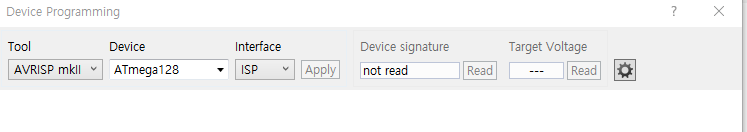 Device Programming
Tool Device Interface Device signature Target Voltage
AVRISP mkII ATmega128 ISP Apply not read Read --- Read